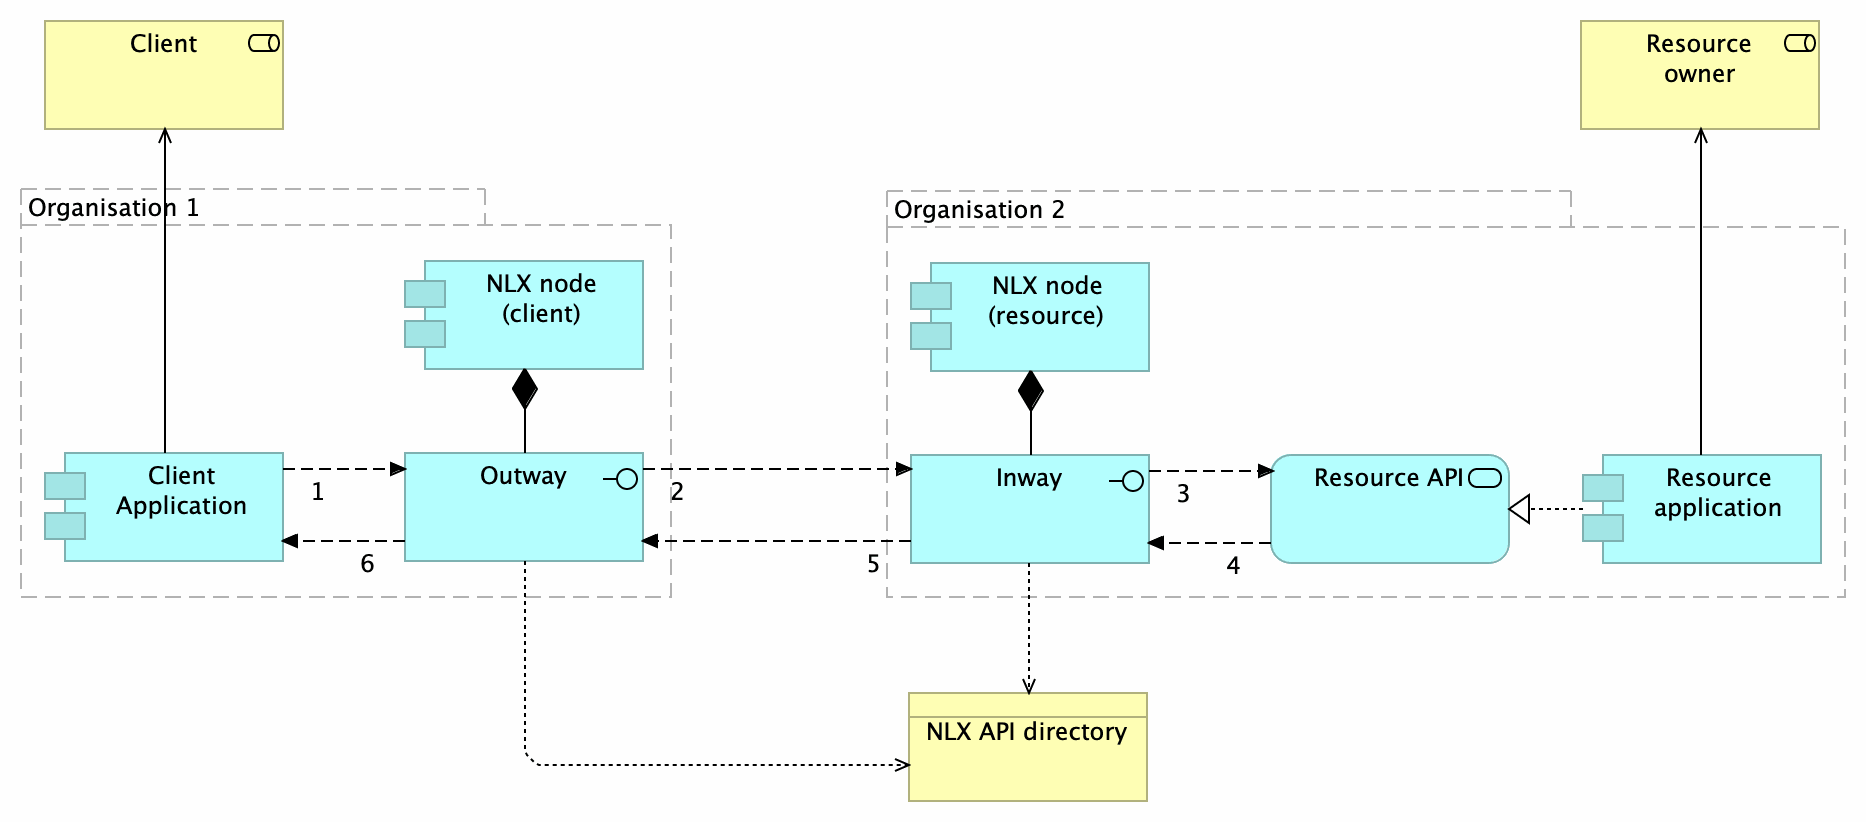 Client
Resource
owner
Organisation 1
Organisation 2
NLX node
(client)
NLX node
(resource)
Client
Application
1
6
Outway
2
5
Inway
3
4
Resource API
Resource
application
NLX API directory